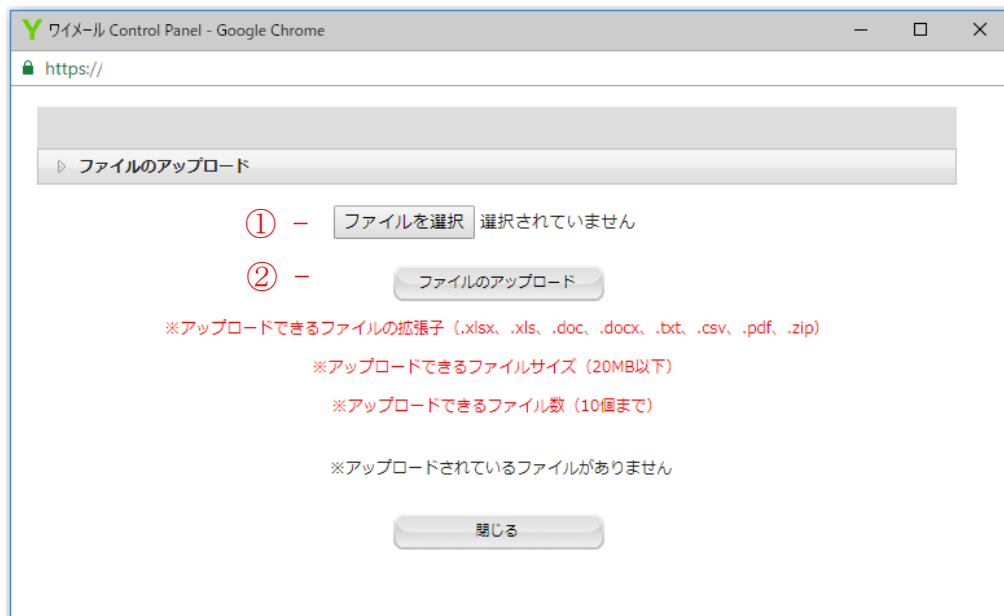 ワイメール Control Panel - Google Chrome
https://
ファイルのアップロード
① － ファイルを選択 選択されていません
② － ファイルのアップロード
※アップロードできるファイルの拡張子（.xlsx、.xls、.doc、.docx、.txt、.csv、.pdf、.zip）
※アップロードできるファイルサイズ（20MB以下）
※アップロードできるファイル数（10個まで）
※アップロードされているファイルがありません
閉じる